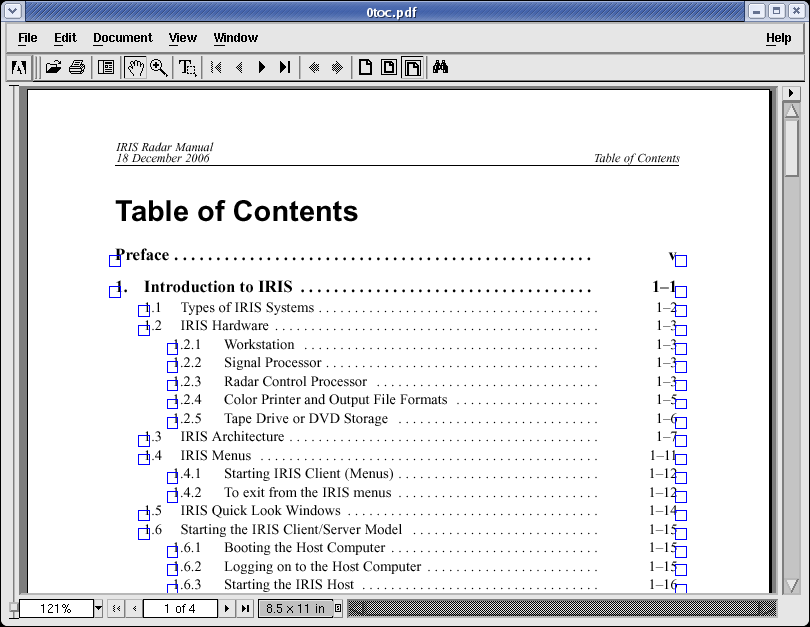 0toc.pdf
File Edit Document View Window Help
IRIS Radar Manual
18 December 2006 Table of Contents
Table of Contents
Preface . . . . . . . . . . . . . . . . . . . . . . . . . . . . . . v
1. Introduction to IRIS . . . . . . . . . . . . . . . . . . . . 1–1
1.1 Types of IRIS Systems . . . . . . . . . . . . . . . . . . . . 1–2
1.2 IRIS Hardware . . . . . . . . . . . . . . . . . . . . 1–3
1.2.1 Workstation . . . . . . . . . . . . . . . . . . . . 1–3
1.2.2 Signal Processor . . . . . . . . . . . . . . . . . . . . 1–3
1.2.3 Radar Control Processor . . . . . . . . . . . . . . . . . . . . 1–3
1.2.4 Color Printer and Output File Formats . . . . . . . . . . . . . . . 1–5
1.2.5 Tape Drive or DVD Storage . . . . . . . . . . . . . . . . . . . . 1–6
1.3 IRIS Architecture . . . . . . . . . . . . . . . . . . . . 1–7
1.4 IRIS Menus . . . . . . . . . . . . . . . . . . . . 1–11
1.4.1 Starting IRIS Client (Menus) . . . . . . . . . . . . . . . . . . . . 1–12
1.4.2 To exit from the IRIS menus . . . . . . . . . . . . . . . . . . . . 1–12
1.5 IRIS Quick Look Windows . . . . . . . . . . . . . . . . . . . . 1–14
1.6 Starting the IRIS Client/Server Model . . . . . . . . . . . . . . . . . . . . 1–15
1.6.1 Booting the Host Computer . . . . . . . . . . . . . . . . . . . . 1–15
1.6.2 Logging on to the Host Computer . . . . . . . . . . . . . . . . . . 1–15
1.6.3 Starting the IRIS Host . . . . . . . . . . . . . . . . . . . . 1–16
121% 1 of 4 8.5 x 11 in